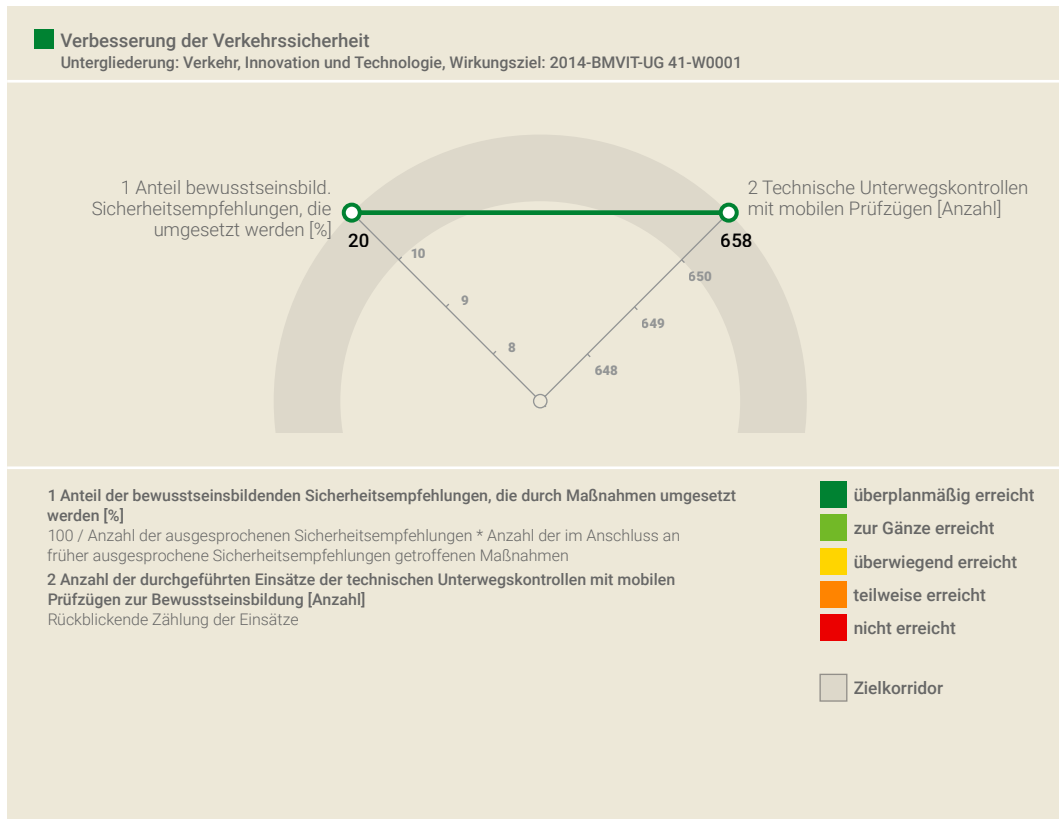 Verbesserung der Verkehrssicherheit
Untergliederung: Verkehr, Innovation und Technologie, Wirkungsziel: 2014-BMVIT-UG 41-W0001
1 Anteil bewusstseinsbild.
Sicherheitsempfehlungen, die
umgesetzt werden [%]
2 Technische Unterwegskontrollen
mit mobilen Prüfzügen [Anzahl]
20
658
10
650
9
649
8
648
1 Anteil der bewusstseinsbildenden Sicherheitsempfehlungen, die durch Maßnahmen umgesetzt
werden [%]
100 / Anzahl der ausgesprochenen Sicherheitsempfehlungen * Anzahl der im Anschluss an
früher ausgesprochene Sicherheitsempfehlungen getroffenen Maßnahmen
2 Anzahl der durchgeführten Einsätze der technischen Unterwegskontrollen mit mobilen
Prüfzügen zur Bewusstseinsbildung [Anzahl]
Rückblickende Zählung der Einsätze
überplanmäßig erreicht
zur Gänze erreicht
überwiegend erreicht
teilweise erreicht
nicht erreicht
Zielkorridor